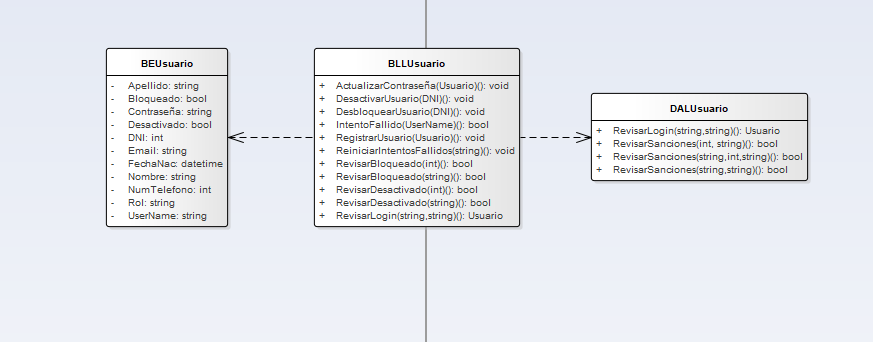 BEUsuario
- Apellido: string
- Bloqueado: bool
- Contraseña: string
- Desactivado: bool
- DNI: int
- Email: string
- FechaNac: datetime
- Nombre: string
- NumTelefono: int
- Rol: string
- UserName: string
BLLUsuario
+ ActualizarContraseña(Usuario)(): void
+ DesactivarUsuario(DNI)(): void
+ DesbloquearUsuario(DNI)(): void
+ IntentoFallido(UserName)(): bool
+ RegistrarUsuario(Usuario)(): void
+ ReiniciarIntentosFallidos(string)(): void
+ RevisarBloqueado(int)(): bool
+ RevisarBloqueado(string)(): bool
+ RevisarDesactivado(int)(): bool
+ RevisarDesactivado(string)(): bool
+ RevisarLogin(string,string)(): Usuario
DALUsuario
+ RevisarLogin(string,string)(): Usuario
+ RevisarSanciones(int, string)(): bool
+ RevisarSanciones(string,int,string)(): bool
+ RevisarSanciones(string,string)(): bool